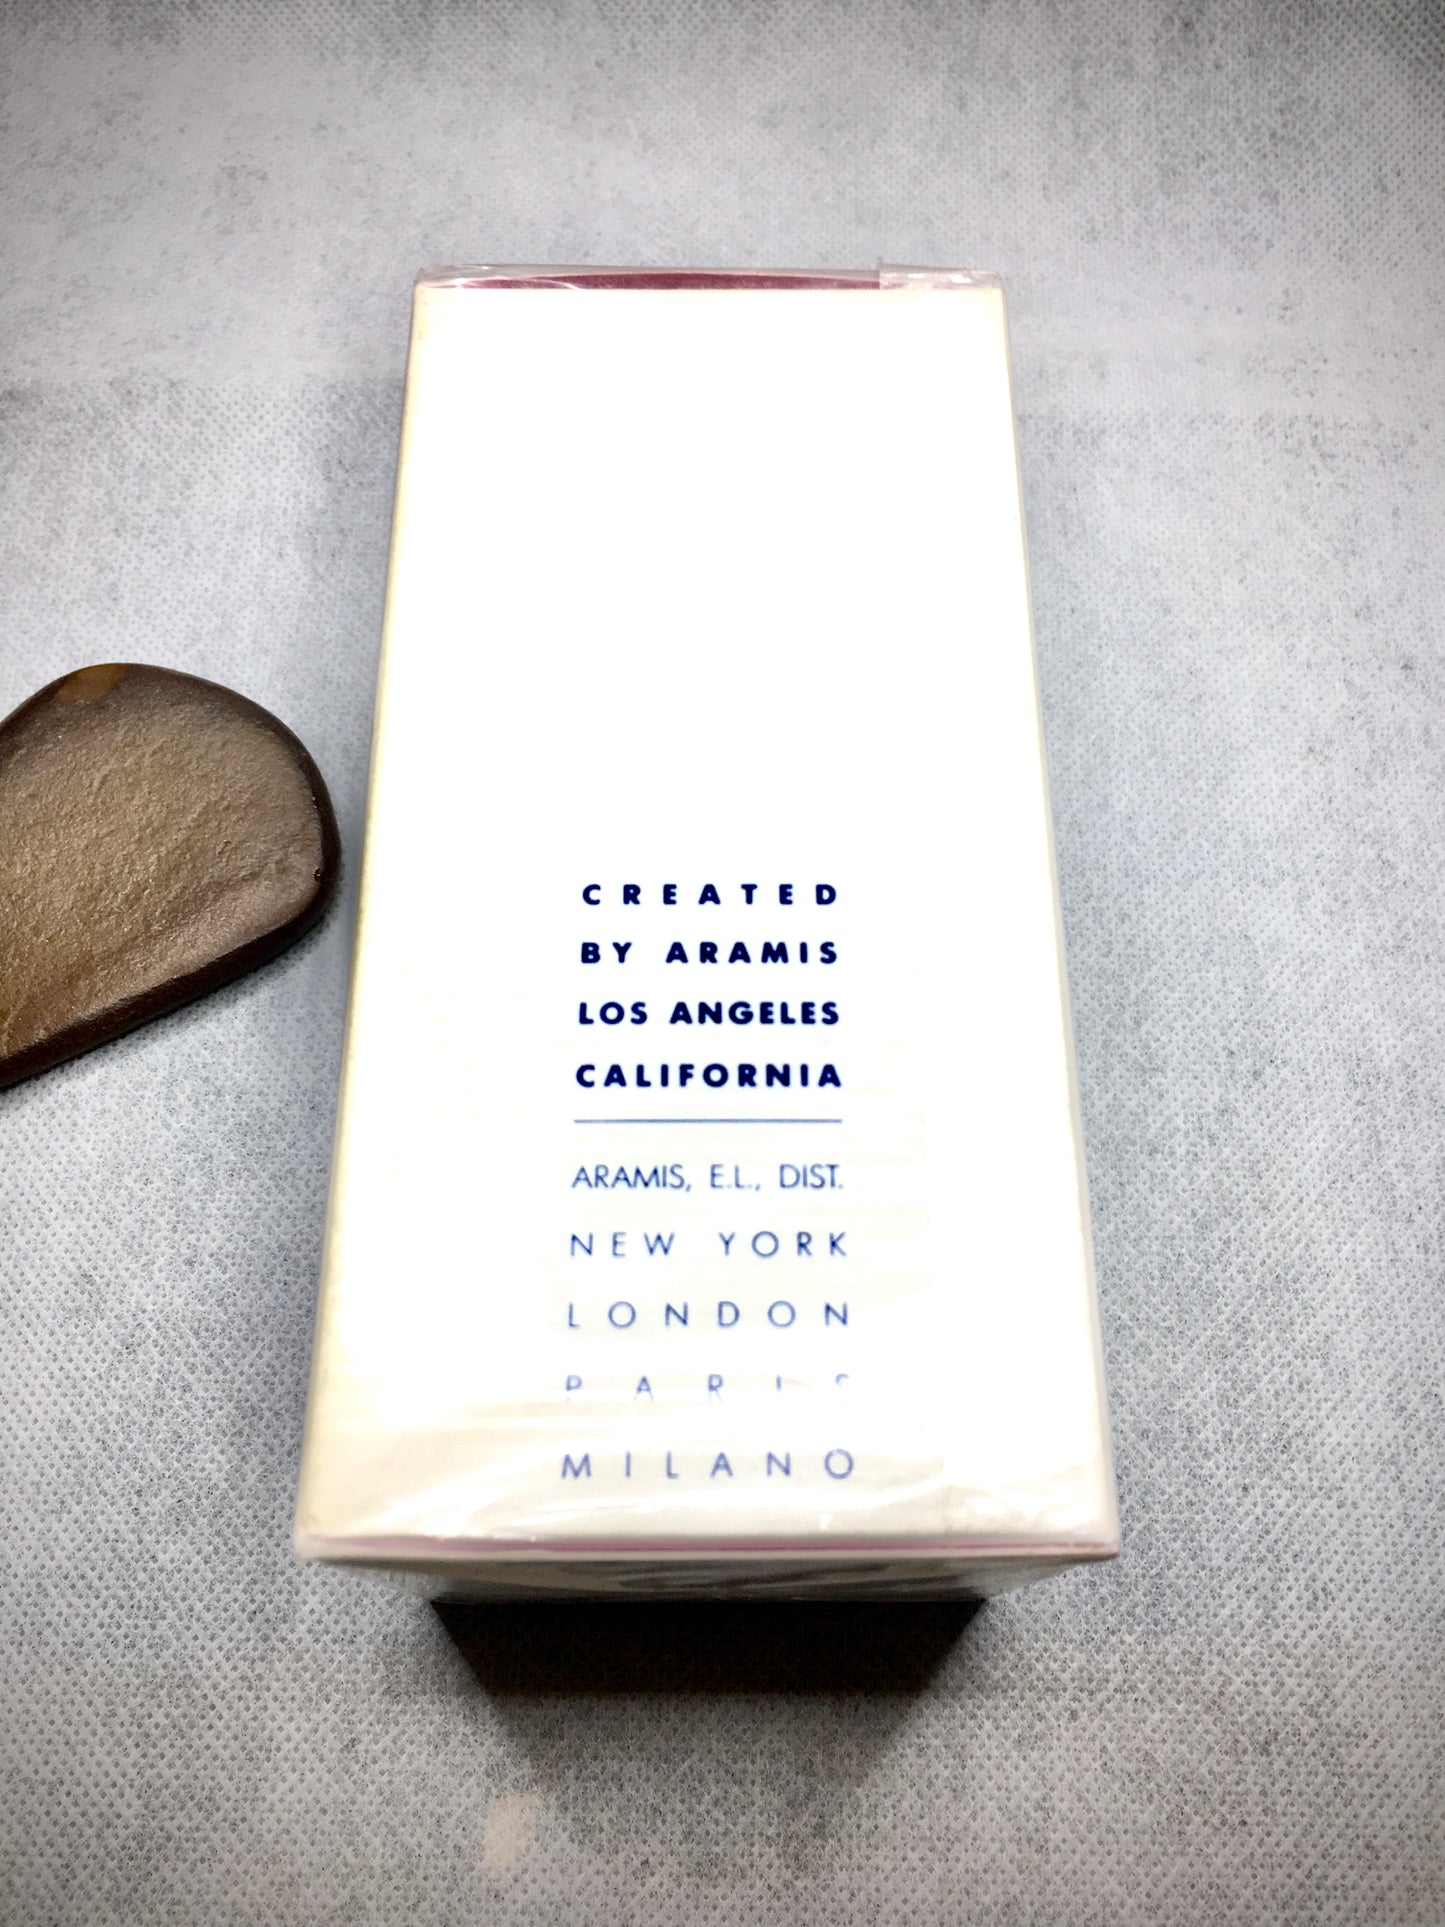 CREATED
BY ARAMIS
LOS ANGELES
CALIFORNIA
ARAMIS, E.L., DIST.
NEW YORK
LONDON
PARIS
MILANO